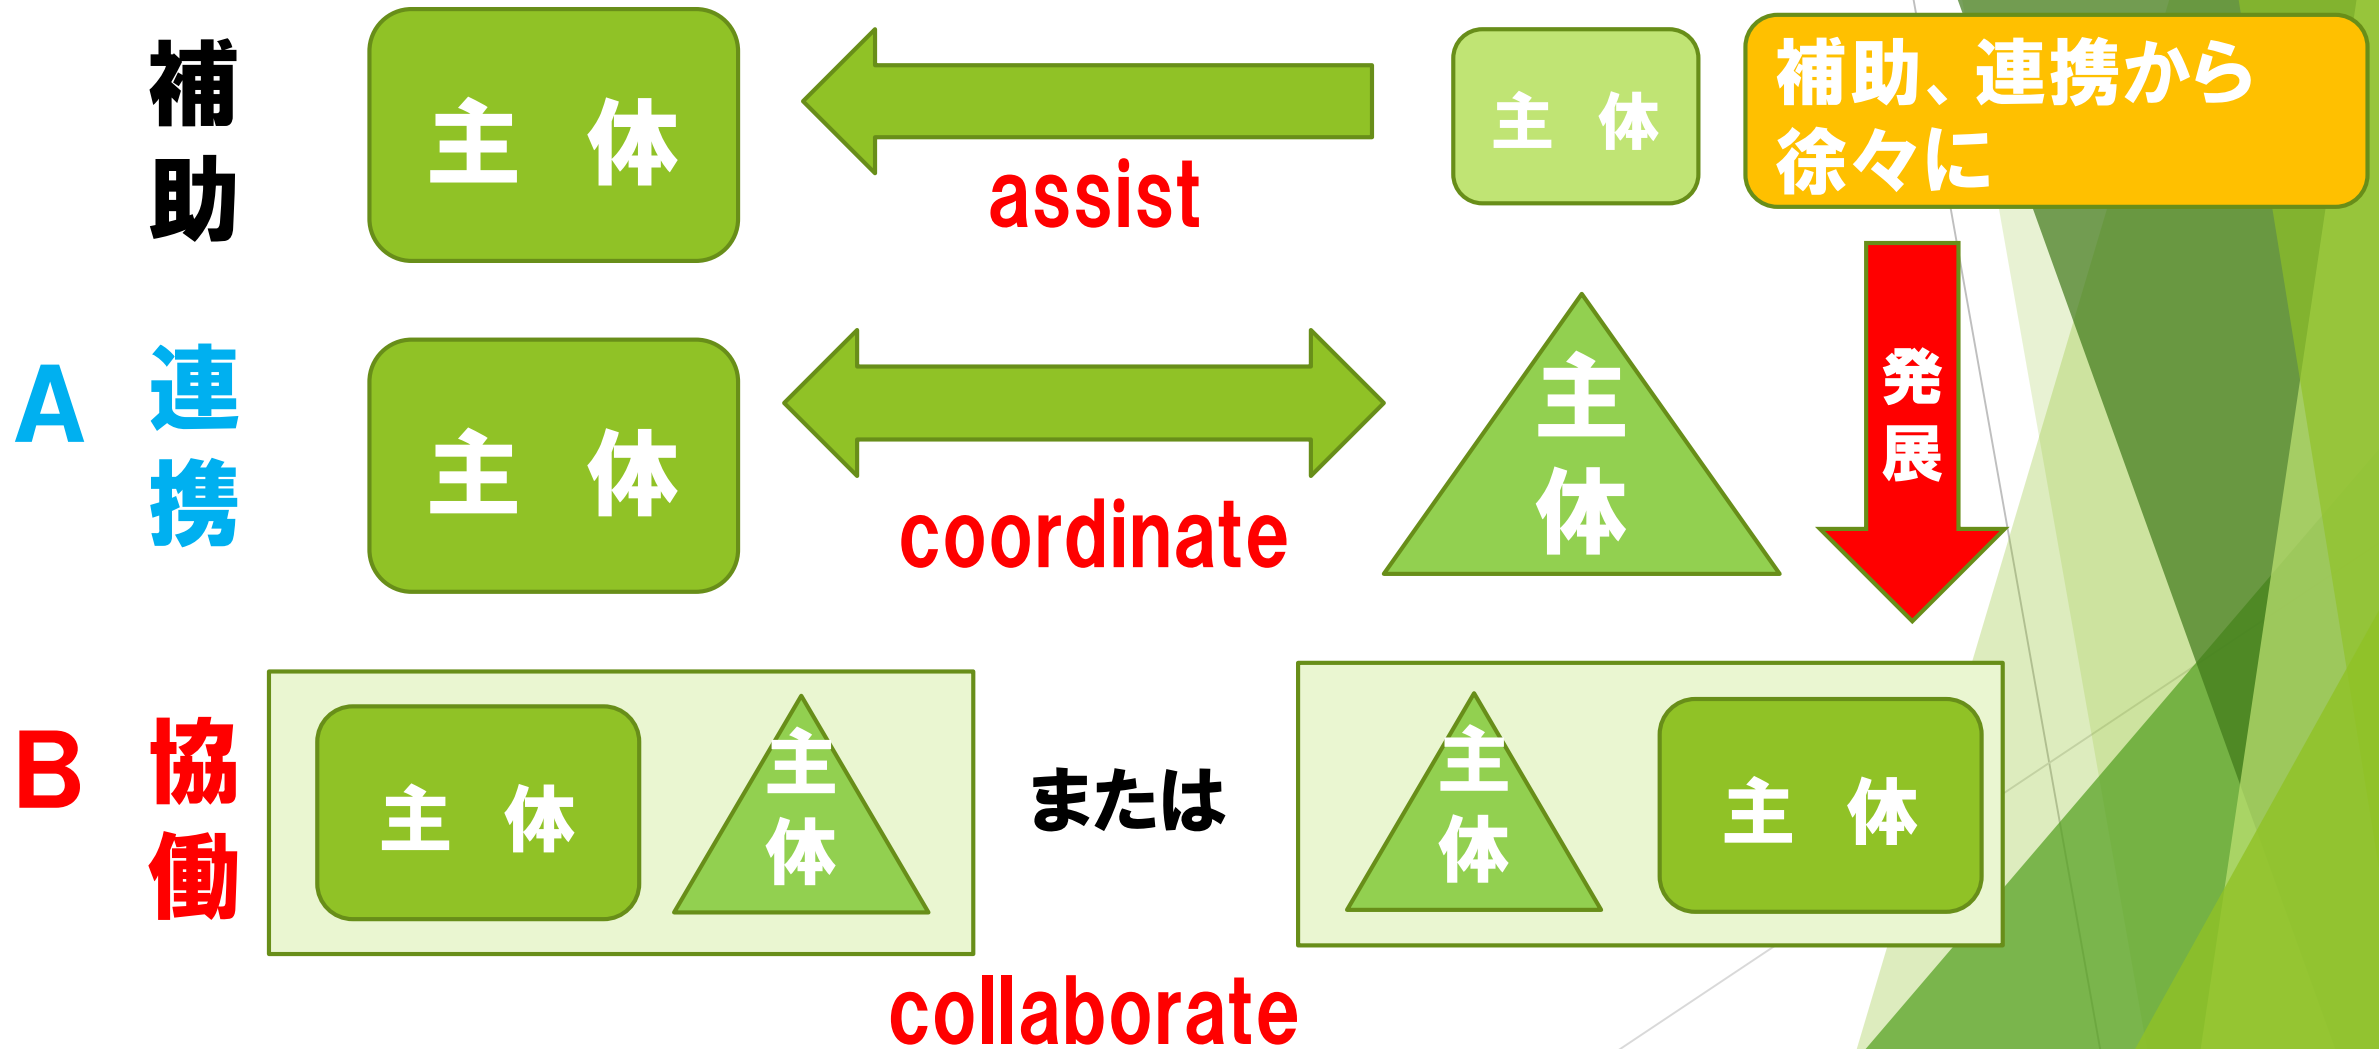 補助
主　体
assist
主　体
補助、連携から
徐々に
A
連携
主　体
coordinate
主
体
発展
B
協働
主　体
主
体
または
主
体
主　体
collaborate